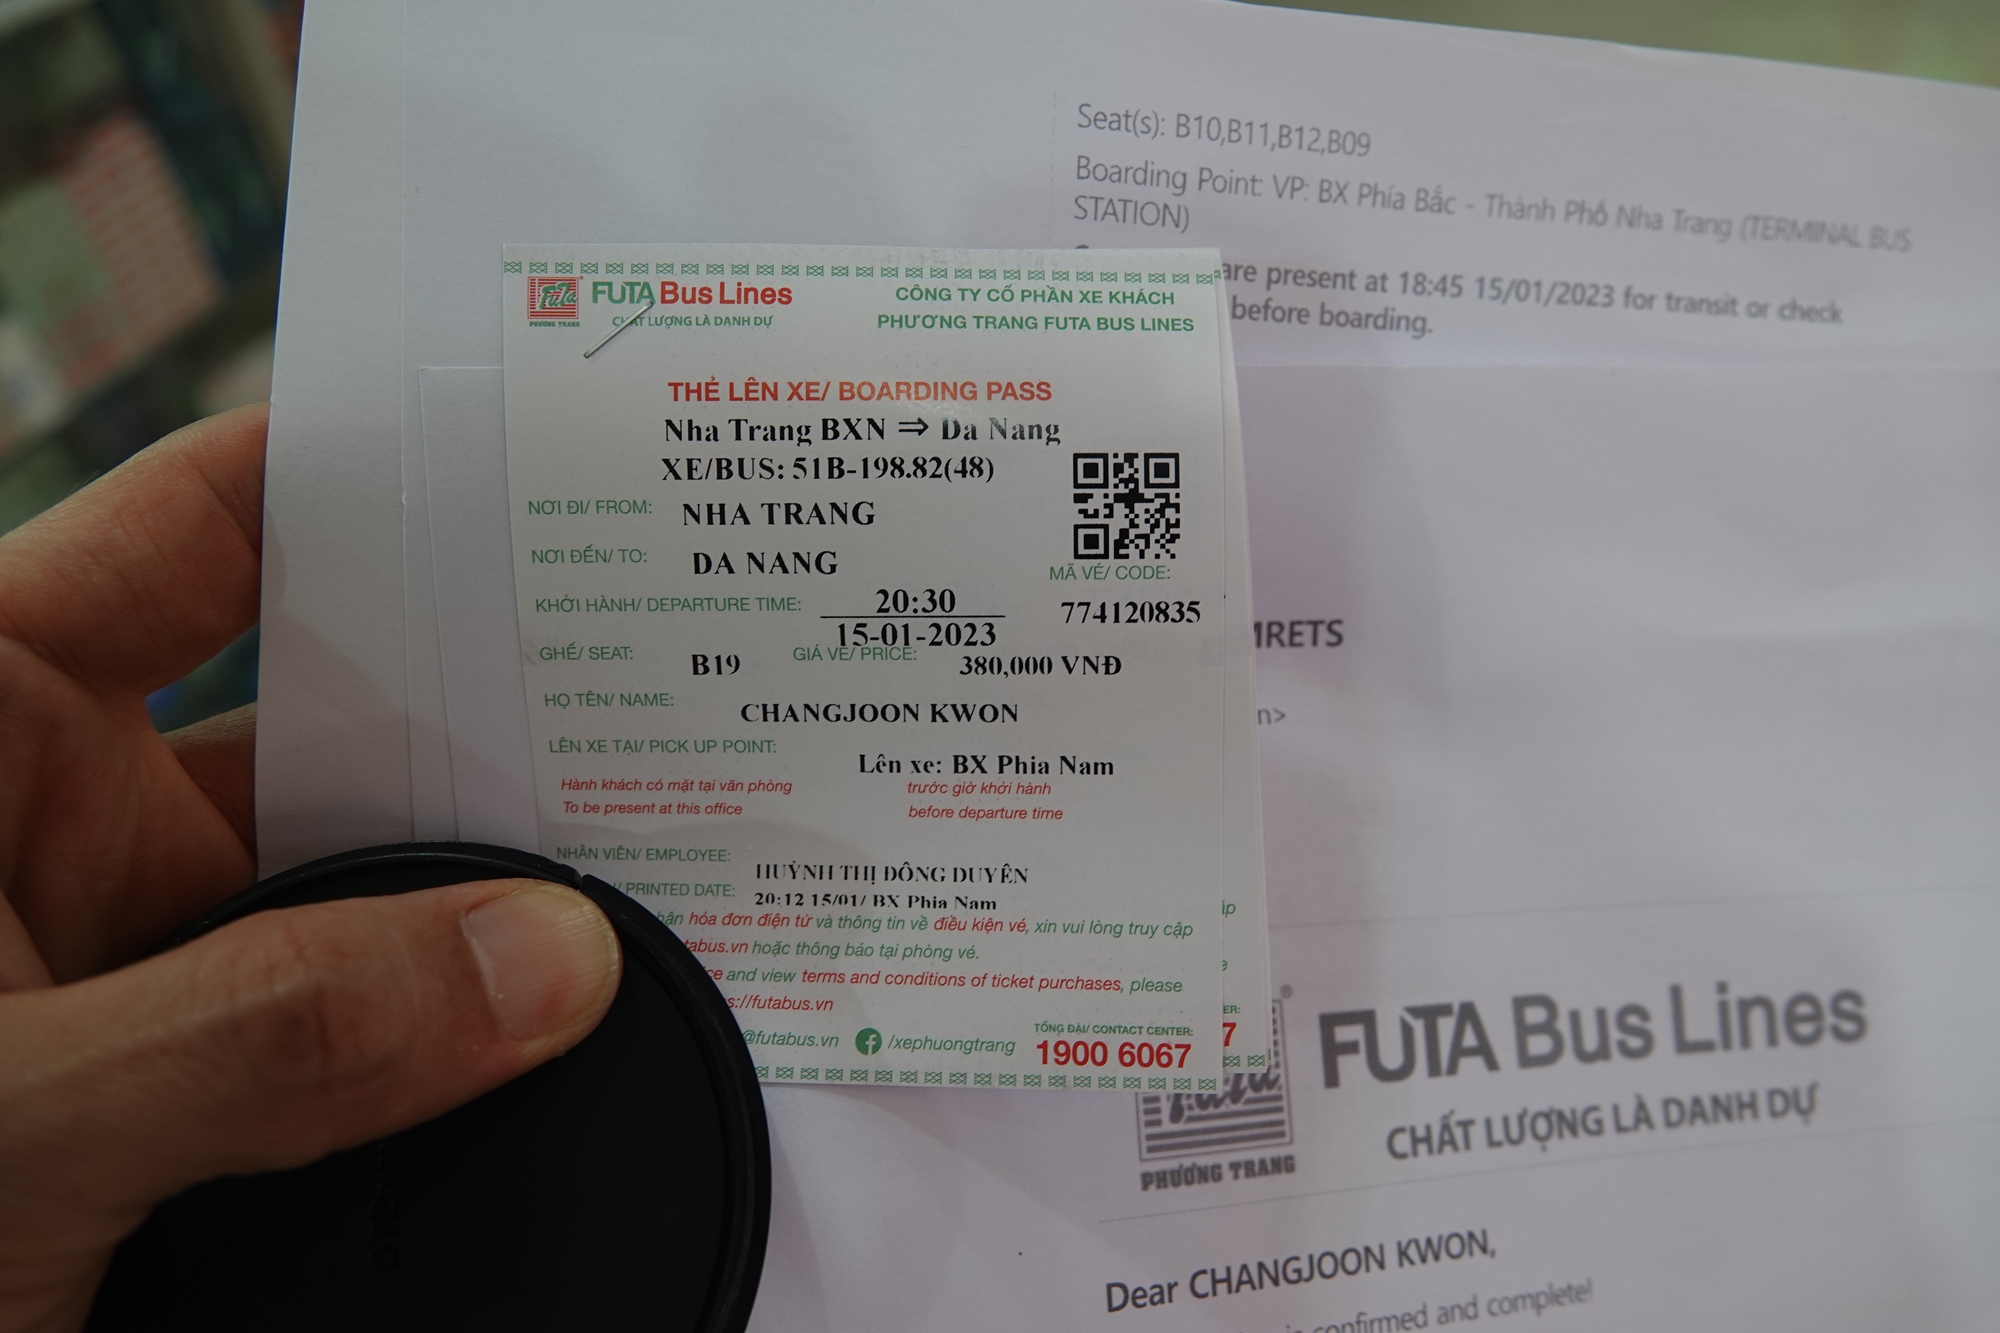 Seat(s): B10,B11,B12,B09
Boarding Point: VP: BX Phía Bắc - Thành Phố Nha Trang (TERMINAL BUS
STATION)
are present at 18:45 15/01/2023 for transit or check
before boarding.
FuTa
PHƯƠNG TRANG
FUTA Bus Lines
CHẤT LƯỢNG LÀ DANH DỰ
CÔNG TY CỔ PHẦN XE KHÁCH
PHƯƠNG TRANG FUTA BUS LINES
THẺ LÊN XE/ BOARDING PASS
Nha Trang BXN ⇒ Da Nang
XE/BUS: 51B-198.82(48)
NƠI ĐI/ FROM: NHA TRANG
NƠI ĐẾN/ TO: DA NANG
MÃ VÉ/ CODE:
KHỞI HÀNH/ DEPARTURE TIME: 20:30
774120835
15-01-2023
GHẾ/ SEAT: B19 GIÁ VÉ/ PRICE: 380,000 VNĐ
HỌ TÊN/ NAME: CHANGJOON KWON
LÊN XE TẠI/ PICK UP POINT: Lên xe: BX Phia Nam
Hành khách có mặt tại văn phòng trước giờ khởi hành
To be present at this office before departure time
NHÂN VIÊN/ EMPLOYEE: HUỲNH THỊ ĐÔNG DUYÊN
/ PRINTED DATE: 20:12 15/01/ BX Phia Nam
hóa đơn điện tử và thông tin về điều kiện vé, xin vui lòng truy cập
hoặc thông báo tại phòng vé.
and view terms and conditions of ticket purchases, please
://futabus.vn
@futabus.vn /xephuongtrang
TỔNG ĐÀI/ CONTACT CENTER:
1900 6067
ER:
7
n>
PHƯƠNG TRANG
FUTA Bus Lines
CHẤT LƯỢNG LÀ DANH DỰ
Dear CHANGJOON KWON,
confirmed and complete!